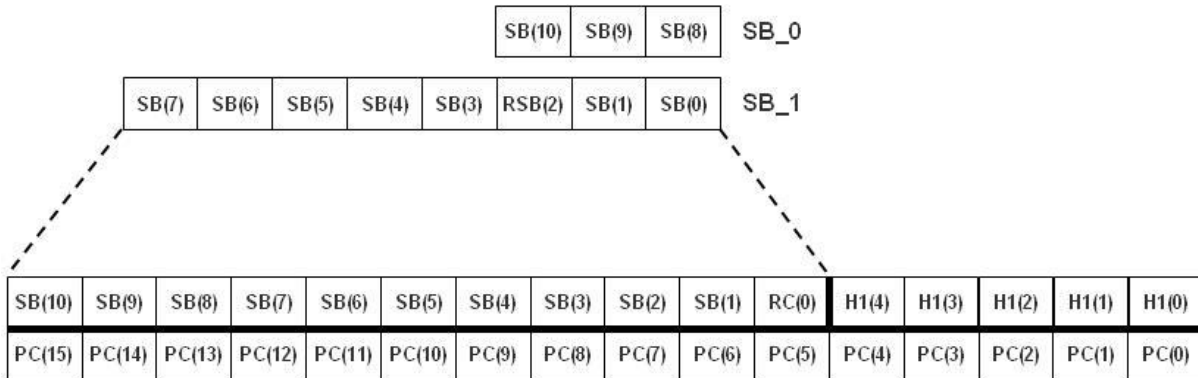 SB(10) SB(9) SB(8) SB_0
SB(7) SB(6) SB(5) SB(4) SB(3) RSB(2) SB(1) SB(0) SB_1
SB(10) SB(9) SB(8) SB(7) SB(6) SB(5) SB(4) SB(3) SB(2) SB(1) RC(0) H1(4) H1(3) H1(2) H1(1) H1(0)
PC(15) PC(14) PC(13) PC(12) PC(11) PC(10) PC(9) PC(8) PC(7) PC(6) PC(5) PC(4) PC(3) PC(2) PC(1) PC(0)